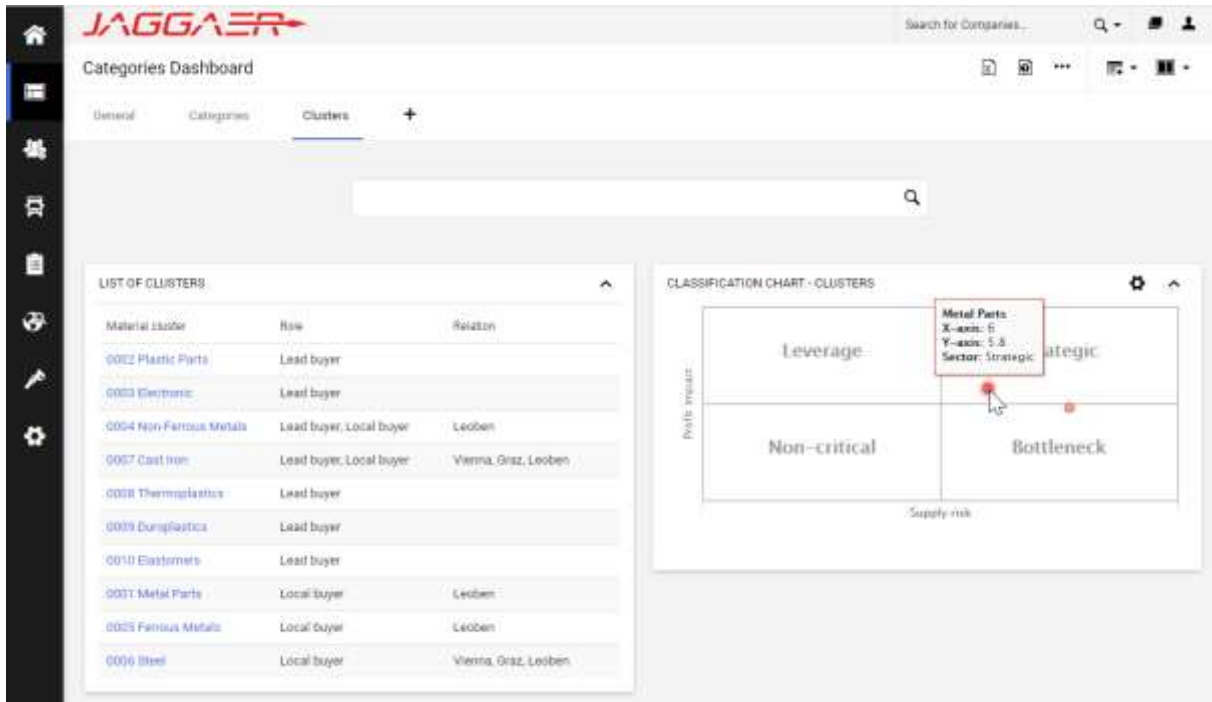 JAGGAER
Search for Companies...
Categories Dashboard
General Categories Clusters +
LIST OF CLUSTERS
Material cluster Role Relation
0002 Plastic Parts Lead buyer
0003 Electronic Lead buyer
0004 Non Ferrous Metals Lead buyer, Local buyer Leoben
0007 Cast Iron Lead buyer, Local buyer Vienna, Graz, Leoben
0008 Thermoplastics Lead buyer
0009 Duroplastics Lead buyer
0010 Elastomers Lead buyer
0001 Metal Parts Local buyer Leoben
0005 Ferrous Metals Local buyer Leoben
0006 Steel Local buyer Vienna, Graz, Leoben
CLASSIFICATION CHART - CLUSTERS
Metal Parts
X-axis: 6
Y-axis: 5.8
Sector: Strategic
Leverage ategic
Profit impact
Non-critical Bottleneck
Supply risk